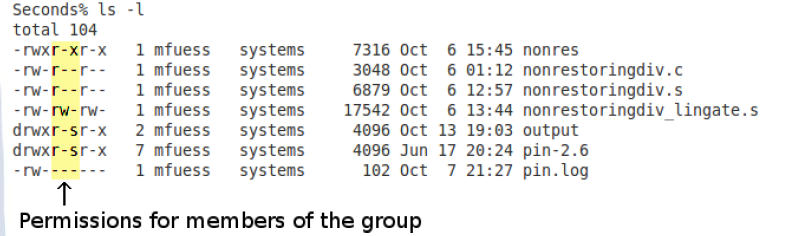 Seconds% ls -l
total 104
-rwxr-xr-x 1 mfuess systems 7316 Oct 6 15:45 nonres
-rw-r--r-- 1 mfuess systems 3048 Oct 6 01:12 nonrestoringdiv.c
-rw-r--r-- 1 mfuess systems 6879 Oct 6 12:57 nonrestoringdiv.s
-rw-rw-rw- 1 mfuess systems 17542 Oct 6 13:44 nonrestoringdiv_lingate.s
drwxr-sr-x 2 mfuess systems 4096 Oct 13 19:03 output
drwxr-sr-x 7 mfuess systems 4096 Jun 17 20:24 pin-2.6
-rw------- 1 mfuess systems 102 Oct 7 21:27 pin.log
Permissions for members of the group